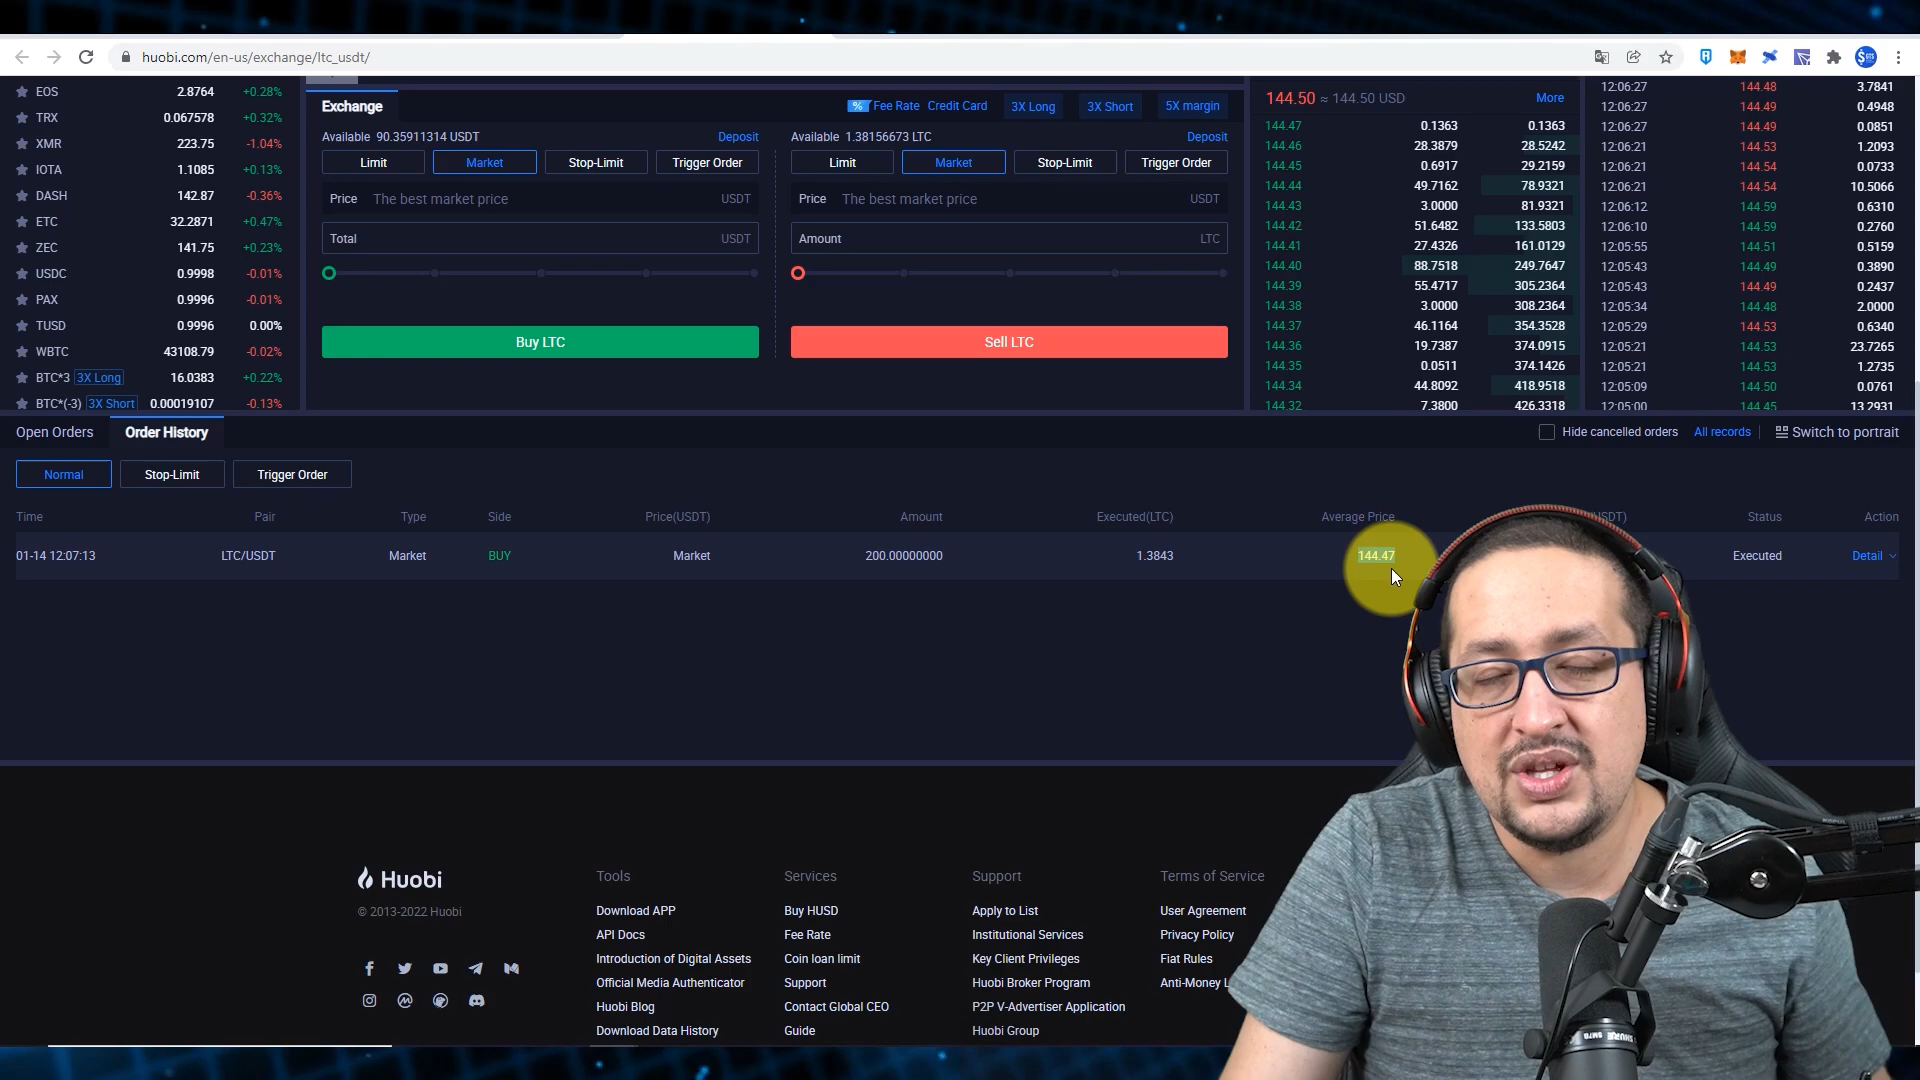 huobi.com/en-us/exchange/ltc_usdt/
EOS 2.8764 +0.28%
TRX 0.067578 +0.32%
XMR 223.75 -1.04%
IOTA 1.1085 +0.13%
DASH 142.87 -0.36%
ETC 32.2871 +0.47%
ZEC 141.75 +0.23%
USDC 0.9998 -0.01%
PAX 0.9996 -0.01%
TUSD 0.9996 0.00%
WBTC 43108.79 -0.02%
BTC*3 3X Long 16.0383 +0.22%
BTC*(-3) 3X Short 0.00019107 -0.13%
Exchange % Fee Rate Credit Card 3X Long 3X Short 5X margin
Available 90.35911314 USDT Deposit
Limit Market Stop-Limit Trigger Order
Price The best market price USDT
Total USDT
Buy LTC
Available 1.38156673 LTC Deposit
Limit Market Stop-Limit Trigger Order
Price The best market price USDT
Amount LTC
Sell LTC
144.50 ≈ 144.50 USD More
144.47 0.1363 0.1363
144.46 28.3879 28.5242
144.45 0.6917 29.2159
144.44 49.7162 78.9321
144.43 3.0000 81.9321
144.42 51.6482 133.5803
144.41 27.4326 161.0129
144.40 88.7518 249.7647
144.39 55.4717 305.2364
144.38 3.0000 308.2364
144.37 46.1164 354.3528
144.36 19.7387 374.0915
144.35 0.0511 374.1426
144.34 44.8092 418.9518
144.32 7.3800 426.3318
12:06:27 144.48 3.7841
12:06:27 144.49 0.4948
12:06:27 144.49 0.0851
12:06:21 144.53 1.2093
12:06:21 144.54 0.0733
12:06:21 144.54 10.5066
12:06:12 144.59 0.6310
12:06:10 144.59 0.2760
12:05:55 144.51 0.5159
12:05:43 144.49 0.3890
12:05:43 144.49 0.2437
12:05:34 144.48 2.0000
12:05:29 144.53 0.6340
12:05:21 144.53 23.7265
12:05:21 144.53 1.2735
12:05:09 144.50 0.0761
12:05:00 144.45 13.2931
Open Orders Order History Hide cancelled orders All records Switch to portrait
Normal Stop-Limit Trigger Order
Time Pair Type Side Price(USDT) Amount Executed(LTC) Average Price Status Action
01-14 12:07:13 LTC/USDT Market BUY Market 200.00000000 1.3843 144.47 Executed Detail
Huobi
© 2013-2022 Huobi
Tools
Download APP
API Docs
Introduction of Digital Assets
Official Media Authenticator
Huobi Blog
Download Data History
Services
Buy HUSD
Fee Rate
Coin loan limit
Support
Contact Global CEO
Guide
Support
Apply to List
Institutional Services
Key Client Privileges
Huobi Broker Program
P2P V-Advertiser Application
Huobi Group
Terms of Service
User Agreement
Privacy Policy
Fiat Rules
Anti-Money
SHURE
SM7B